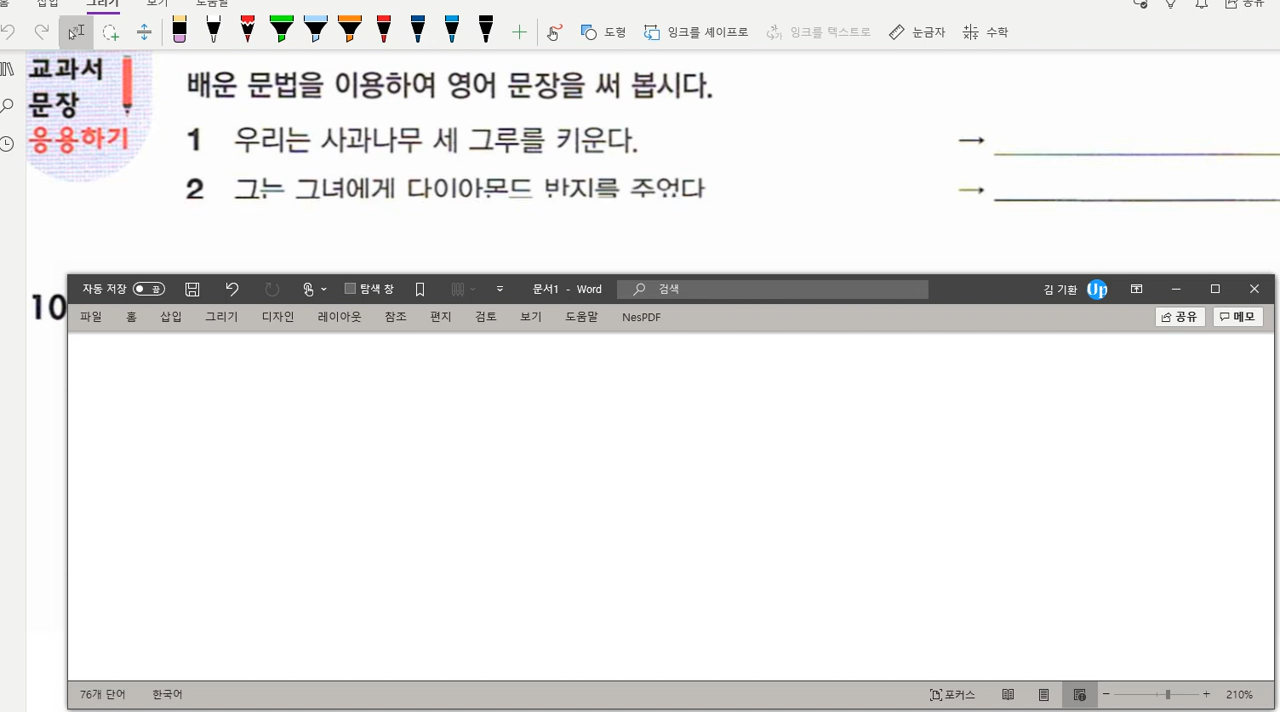 홈 삽입 그리기 보기 도움말 공유
도형 잉크를 셰이프로 잉크를 텍스트로 눈금자 수학
교과서
문장
응용하기
배운 문법을 이용하여 영어 문장을 써 봅시다.
1 우리는 사과나무 세 그루를 키운다. →
2 그는 그녀에게 다이아몬드 반지를 주었다 →
10
자동 저장 끔 탐색 창 문서1 - Word 검색 김 기환 Up
파일 홈 삽입 그리기 디자인 레이아웃 참조 편지 검토 보기 도움말 NesPDF 공유 메모
76개 단어 한국어 포커스 210%